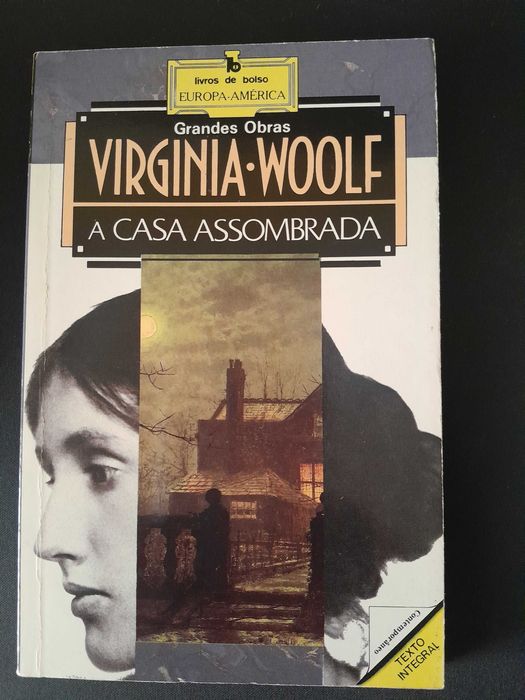 livros de bolso
EUROPA-AMÉRICA
Grandes Obras
VIRGINIA·WOOLF
A CASA ASSOMBRADA
Contemporâneo
TEXTO
INTEGRAL